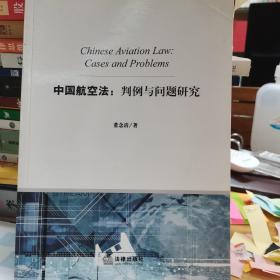 Chinese Aviation Law:
Cases and Problems
中国航空法：判例与问题研究
董念清/著
法律出版社